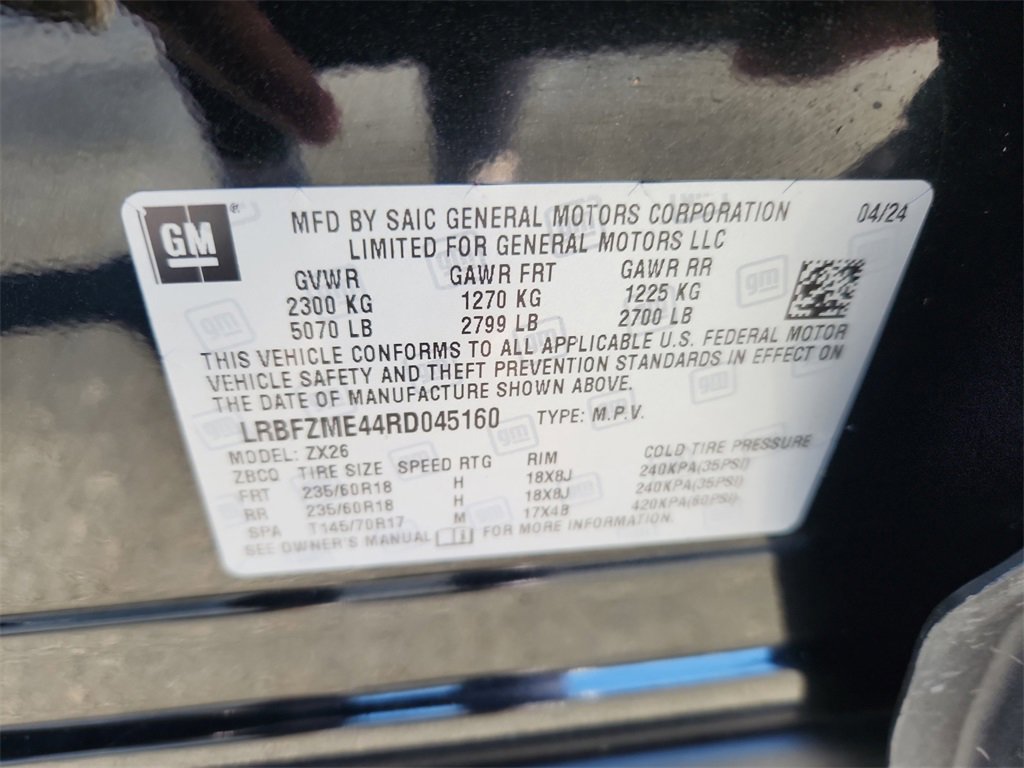 GM ® MFD BY SAIC GENERAL MOTORS CORPORATION 04/24
LIMITED FOR GENERAL MOTORS LLC
GVWR GAWR FRT GAWR RR
2300 KG 1270 KG 1225 KG
5070 LB 2799 LB 2700 LB
THIS VEHICLE CONFORMS TO ALL APPLICABLE U.S. FEDERAL MOTOR
VEHICLE SAFETY AND THEFT PREVENTION STANDARDS IN EFFECT ON
THE DATE OF MANUFACTURE SHOWN ABOVE.
LRBFZME44RD045160 TYPE: M.P.V.
MODEL: ZX26
ZBCO TIRE SIZE SPEED RTG RIM COLD TIRE PRESSURE
FRT 235/60R18 H 18X8J 240KPA(35PSI)
RR 235/60R18 H 18X8J 240KPA(35PSI)
SPA T145/70R17 M 17X4B 420KPA(60PSI)
SEE OWNER'S MANUAL FOR MORE INFORMATION.